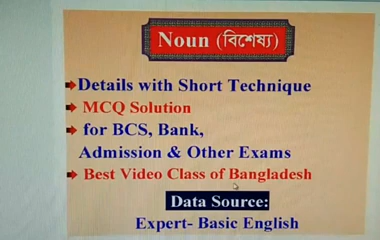 Noun (বিশেষ্য)
Details with Short Technique
MCQ Solution
for BCS, Bank,
Admission & Other Exams
Best Video Class of Bangladesh
Data Source:
Expert- Basic English